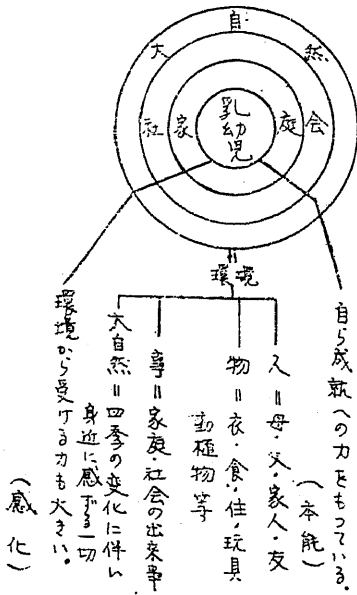 大自然
社会
家庭
乳幼児
環境
自ら成就への力をもっている。
(本能)
人＝母・父・家人・友
物＝衣・食・住・玩具
動植物等
事＝家庭・社会の出来事
大自然＝四季の変化に伴い
身近に感ずる一切
環境から受ける力も大きい。
(感化)